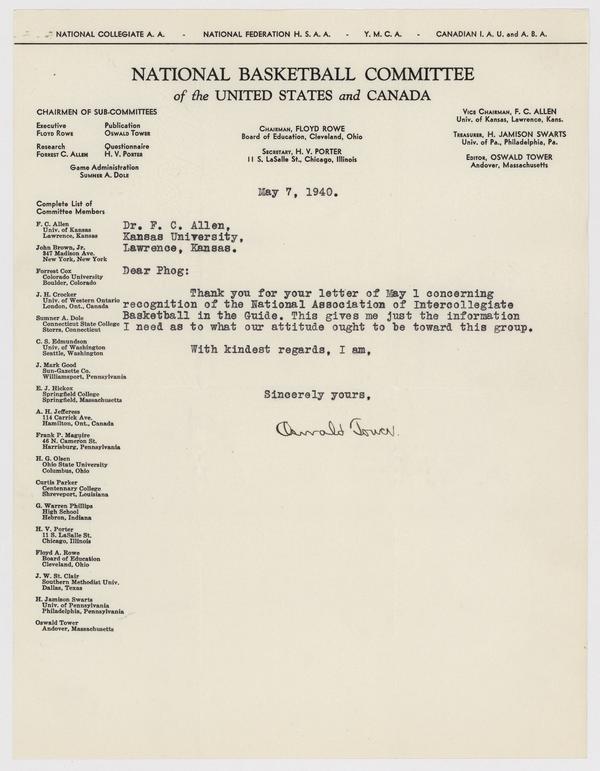 NATIONAL COLLEGIATE A. A. - NATIONAL FEDERATION H. S. A. A. - Y. M. C. A. - CANADIAN I. A. U. and A. B. A.
NATIONAL BASKETBALL COMMITTEE
of the UNITED STATES and CANADA
CHAIRMEN OF SUB-COMMITTEES
Executive Publication
FLOYD ROWE OSWALD TOWER
Research Questionnaire
FORREST C. ALLEN H. V. PORTER
Game Administration
SUMNER A. DOLE
CHAIRMAN, FLOYD ROWE
Board of Education, Cleveland, Ohio
SECRETARY, H. V. PORTER
11 S. LaSalle St., Chicago, Illinois
VICE CHAIRMAN, F. C. ALLEN
Univ. of Kansas, Lawrence, Kans.
TREASURER, H. JAMISON SWARTS
Univ. of Pa., Philadelphia, Pa.
EDITOR, OSWALD TOWER
Andover, Massachusetts
May 7, 1940.
Complete List of
Committee Members
F. C. Allen
Univ. of Kansas
Lawrence, Kansas
John Brown, Jr.
347 Madison Ave.
New York, New York
Forrest Cox
Colorado University
Boulder, Colorado
J. H. Crocker
Univ. of Western Ontario
London, Ont., Canada
Sumner A. Dole
Connecticut State College
Storrs, Connecticut
C. S. Edmundson
Univ. of Washington
Seattle, Washington
J. Mark Good
Sun-Gazette Co.
Williamsport, Pennsylvania
E. J. Hickox
Springfield College
Springfield, Massachusetts
A. H. Jefferess
114 Carrick Ave.
Hamilton, Ont., Canada
Frank P. Maguire
46 N. Cameron St.
Harrisburg, Pennsylvania
H. G. Olsen
Ohio State University
Columbus, Ohio
Curtis Parker
Centenary College
Shreveport, Louisiana
G. Warren Phillips
High School
Hebron, Indiana
H. V. Porter
11 S. LaSalle St.
Chicago, Illinois
Floyd A. Rowe
Board of Education
Cleveland, Ohio
J. W. St. Clair
Southern Methodist Univ.
Dallas, Texas
H. Jamison Swarts
Univ. of Pennsylvania
Philadelphia, Pennsylvania
Oswald Tower
Andover, Massachusetts
Dr. F. C. Allen,
Kansas University,
Lawrence, Kansas.
Dear Phog:
Thank you for your letter of May 1 concerning
recognition of the National Association of Intercollegiate
Basketball in the Guide. This gives me just the information
I need as to what our attitude ought to be toward this group.
With kindest regards, I am,
Sincerely yours,
Oswald Tower.